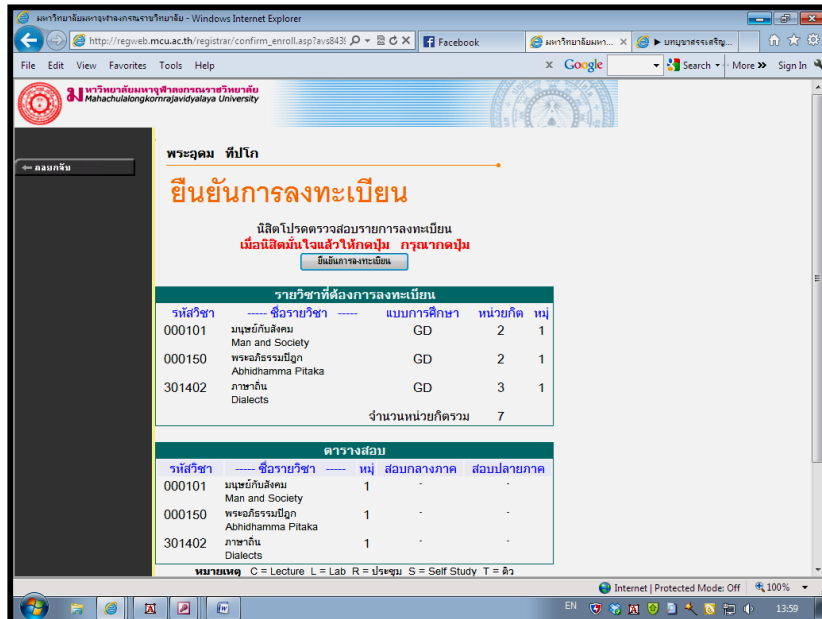 มหาวิทยาลัยมหาจุฬาลงกรณราชวิทยาลัย - Windows Internet Explorer
http://regweb.mcu.ac.th/registrar/confirm_enroll.asp?avs843
Facebook
มหาวิทยาลัยมหา...
File Edit View Favorites Tools Help
Google
Search
More »
Sign In
มหาวิทยาลัยมหาจุฬาลงกรณราชวิทยาลัย
Mahachulalongkornrajavidyalaya University
ถอยกลับ
พระอุดม ทีปโก
ยืนยันการลงทะเบียน
นิสิตโปรดตรวจสอบรายการลงทะเบียน
เมื่อนิสิตมั่นใจแล้วให้กดปุ่ม กรุณากดปุ่ม
ยืนยันการลงทะเบียน
รายวิชาที่ต้องการลงทะเบียน
รหัสวิชา ----- ชื่อรายวิชา ----- แบบการศึกษา หน่วยกิต หมู่
000101 มนุษย์กับสังคม GD 2 1
Man and Society
000150 พระอภิธรรมปิฎก GD 2 1
Abhidhamma Pitaka
301402 ภาษาถิ่น GD 3 1
Dialects
จำนวนหน่วยกิตรวม 7
ตารางสอบ
รหัสวิชา ----- ชื่อรายวิชา ----- หมู่ สอบกลางภาค สอบปลายภาค
000101 มนุษย์กับสังคม 1 - -
Man and Society
000150 พระอภิธรรมปิฎก 1 - -
Abhidhamma Pitaka
301402 ภาษาถิ่น 1 - -
Dialects
หมายเหตุ C = Lecture L = Lab R = ประชุม S = Self Study T = ติว
Internet | Protected Mode: Off 100%
EN 13:59